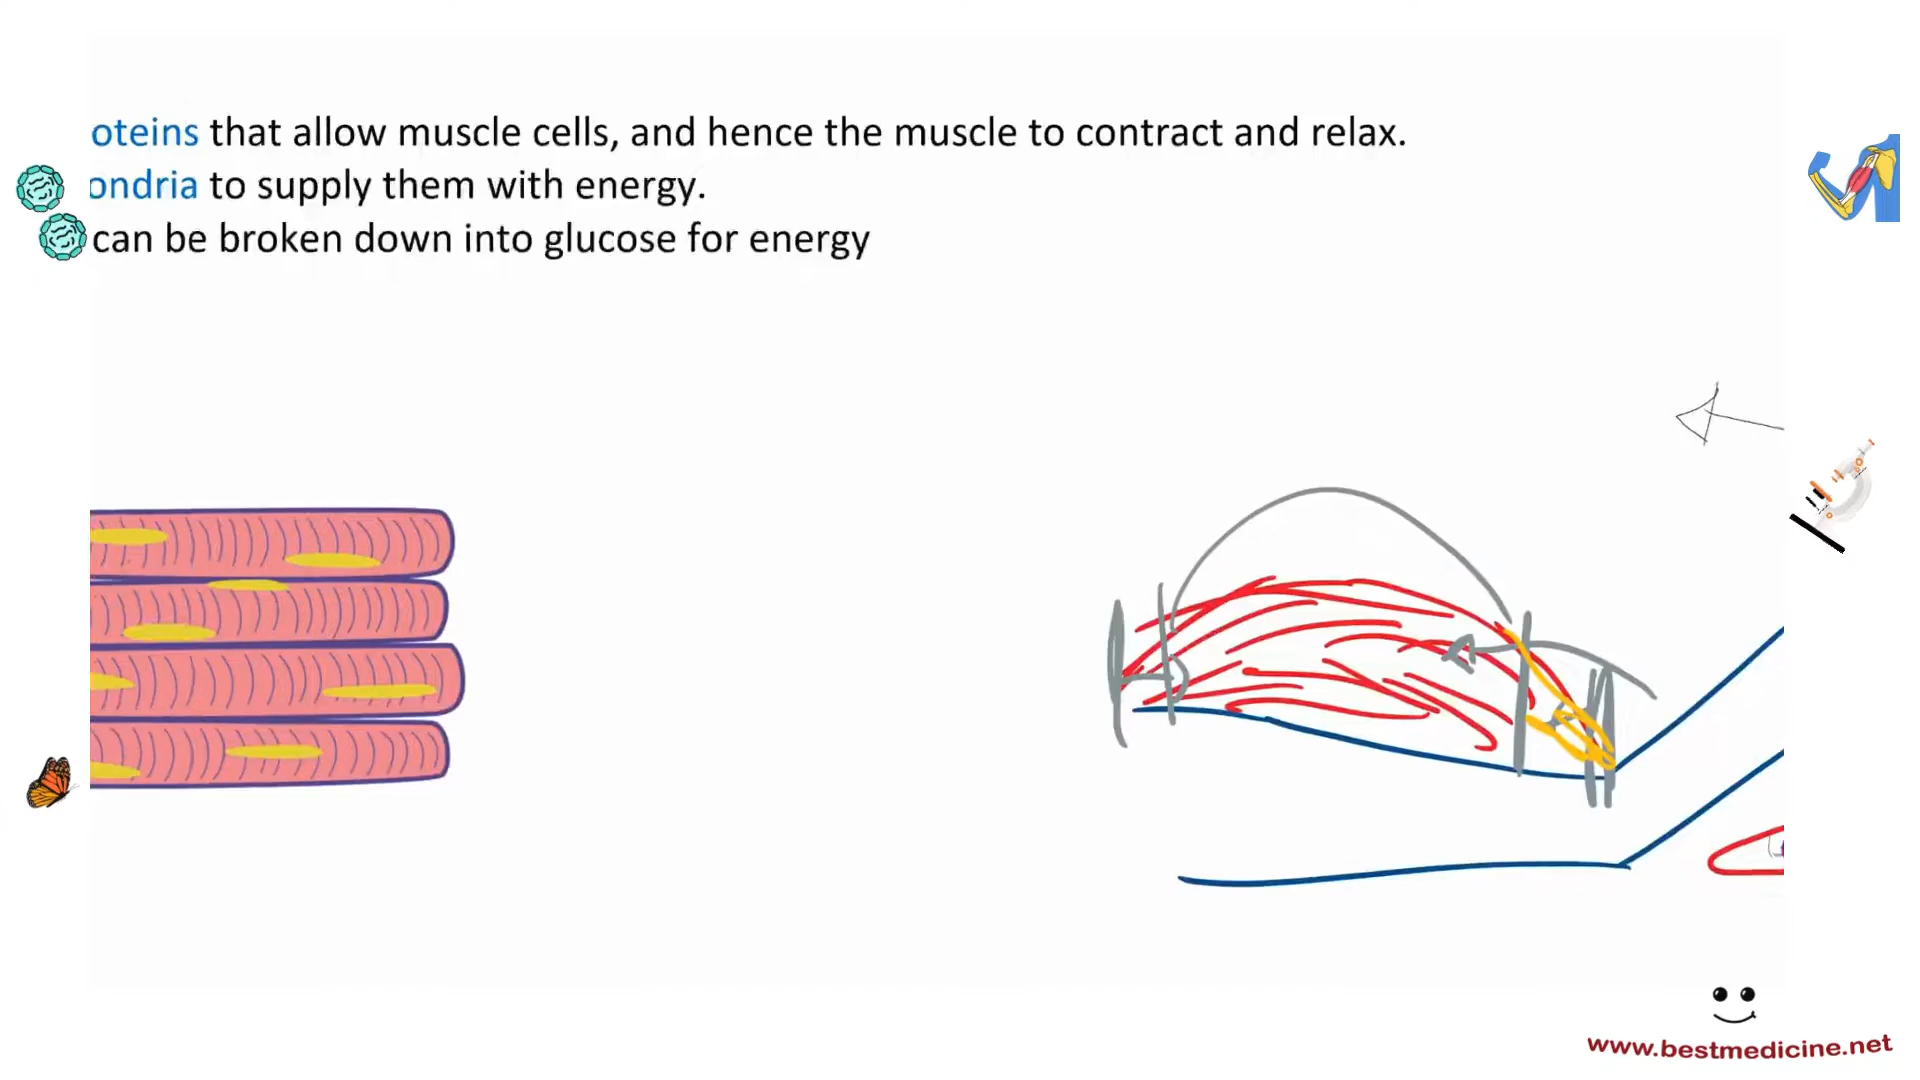 oteins that allow muscle cells, and hence the muscle to contract and relax.
ondria to supply them with energy.
can be broken down into glucose for energy
www.bestmedicine.net